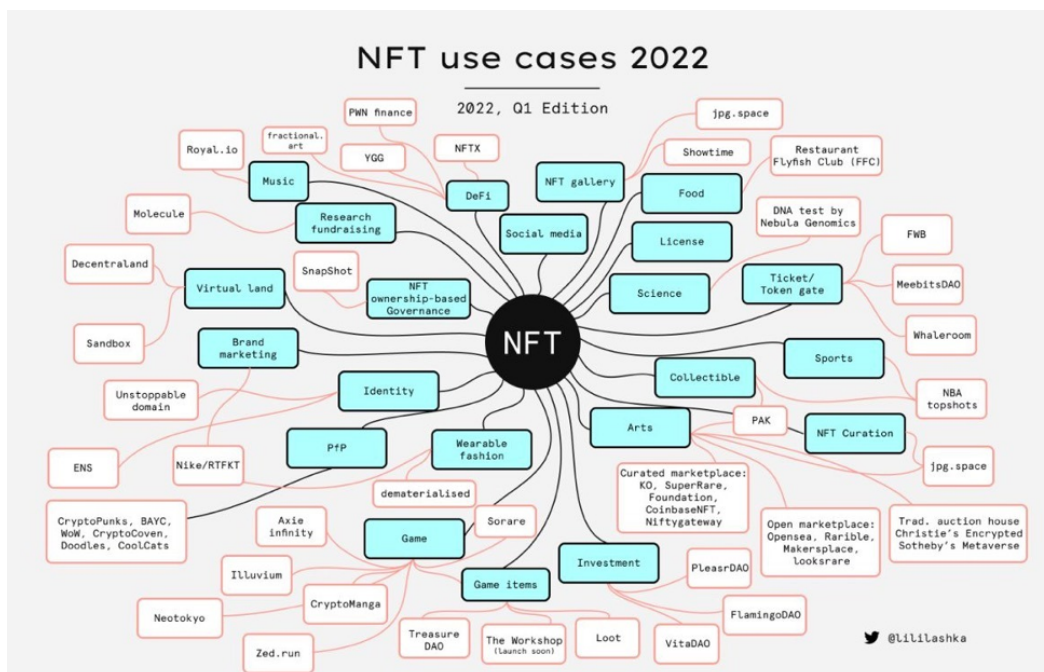 NFT use cases 2022
2022, Q1 Edition
PWN finance
jpg.space
fractional.
art
Royal.io
YGG
NFTX
Showtime
Restaurant
Flyfish Club (FFC)
Music
DeFi
NFT gallery
Food
Molecule
Research
fundraising
Social media
License
DNA test by
Nebula Genomics
FWB
Decentraland
SnapShot
Virtual land
NFT
ownership-based
Governance
Science
Ticket/
Token gate
MeebitsDAO
Sandbox
Brand
marketing
NFT
Whaleroom
Sports
Unstoppable
domain
Identity
Collectible
NBA
topshots
PAK
ENS
Nike/RTFKT
PfP
Wearable
fashion
Arts
NFT Curation
jpg.space
dematerialised
CryptoPunks, BAYC,
WoW, CryptoCoven,
Doodles, CoolCats
Curated marketplace:
KO, SuperRare,
Foundation,
CoinbaseNFT,
Niftygateway
Open marketplace:
Opensea, Rarible,
Makersplace,
looksrare
Trad. auction house
Christie's Encrypted
Sotheby's Metaverse
Axie
infinity
Sorare
Game
Illuvium
Game items
Investment
PleasrDAO
Neotokyo
CryptoManga
FlamingoDAO
Zed.run
Treasure
DAO
The Workshop
(launch soon)
Loot
VitaDAO
@lililashka